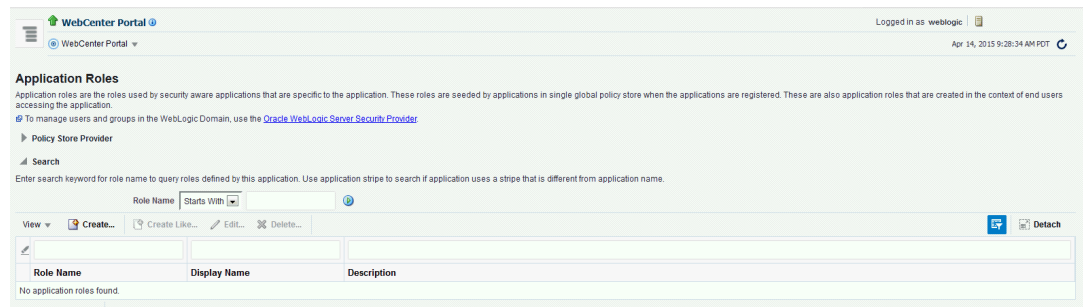 WebCenter Portal
Logged in as weblogic
WebCenter Portal
Apr 14, 2015 9:28:34 AM PDT
Application Roles
Application roles are the roles used by security aware applications that are specific to the application. These roles are seeded by applications in single global policy store when the applications are registered. These are also application roles that are created in the context of end users
accessing the application.
To manage users and groups in the WebLogic Domain, use the Oracle WebLogic Server Security Provider.
Policy Store Provider
Search
Enter search keyword for role name to query roles defined by this application. Use application stripe to search if application uses a stripe that is different from application name.
Role Name Starts With
View Create... Create Like... Edit... Delete... Detach
Role Name Display Name Description
No application roles found.